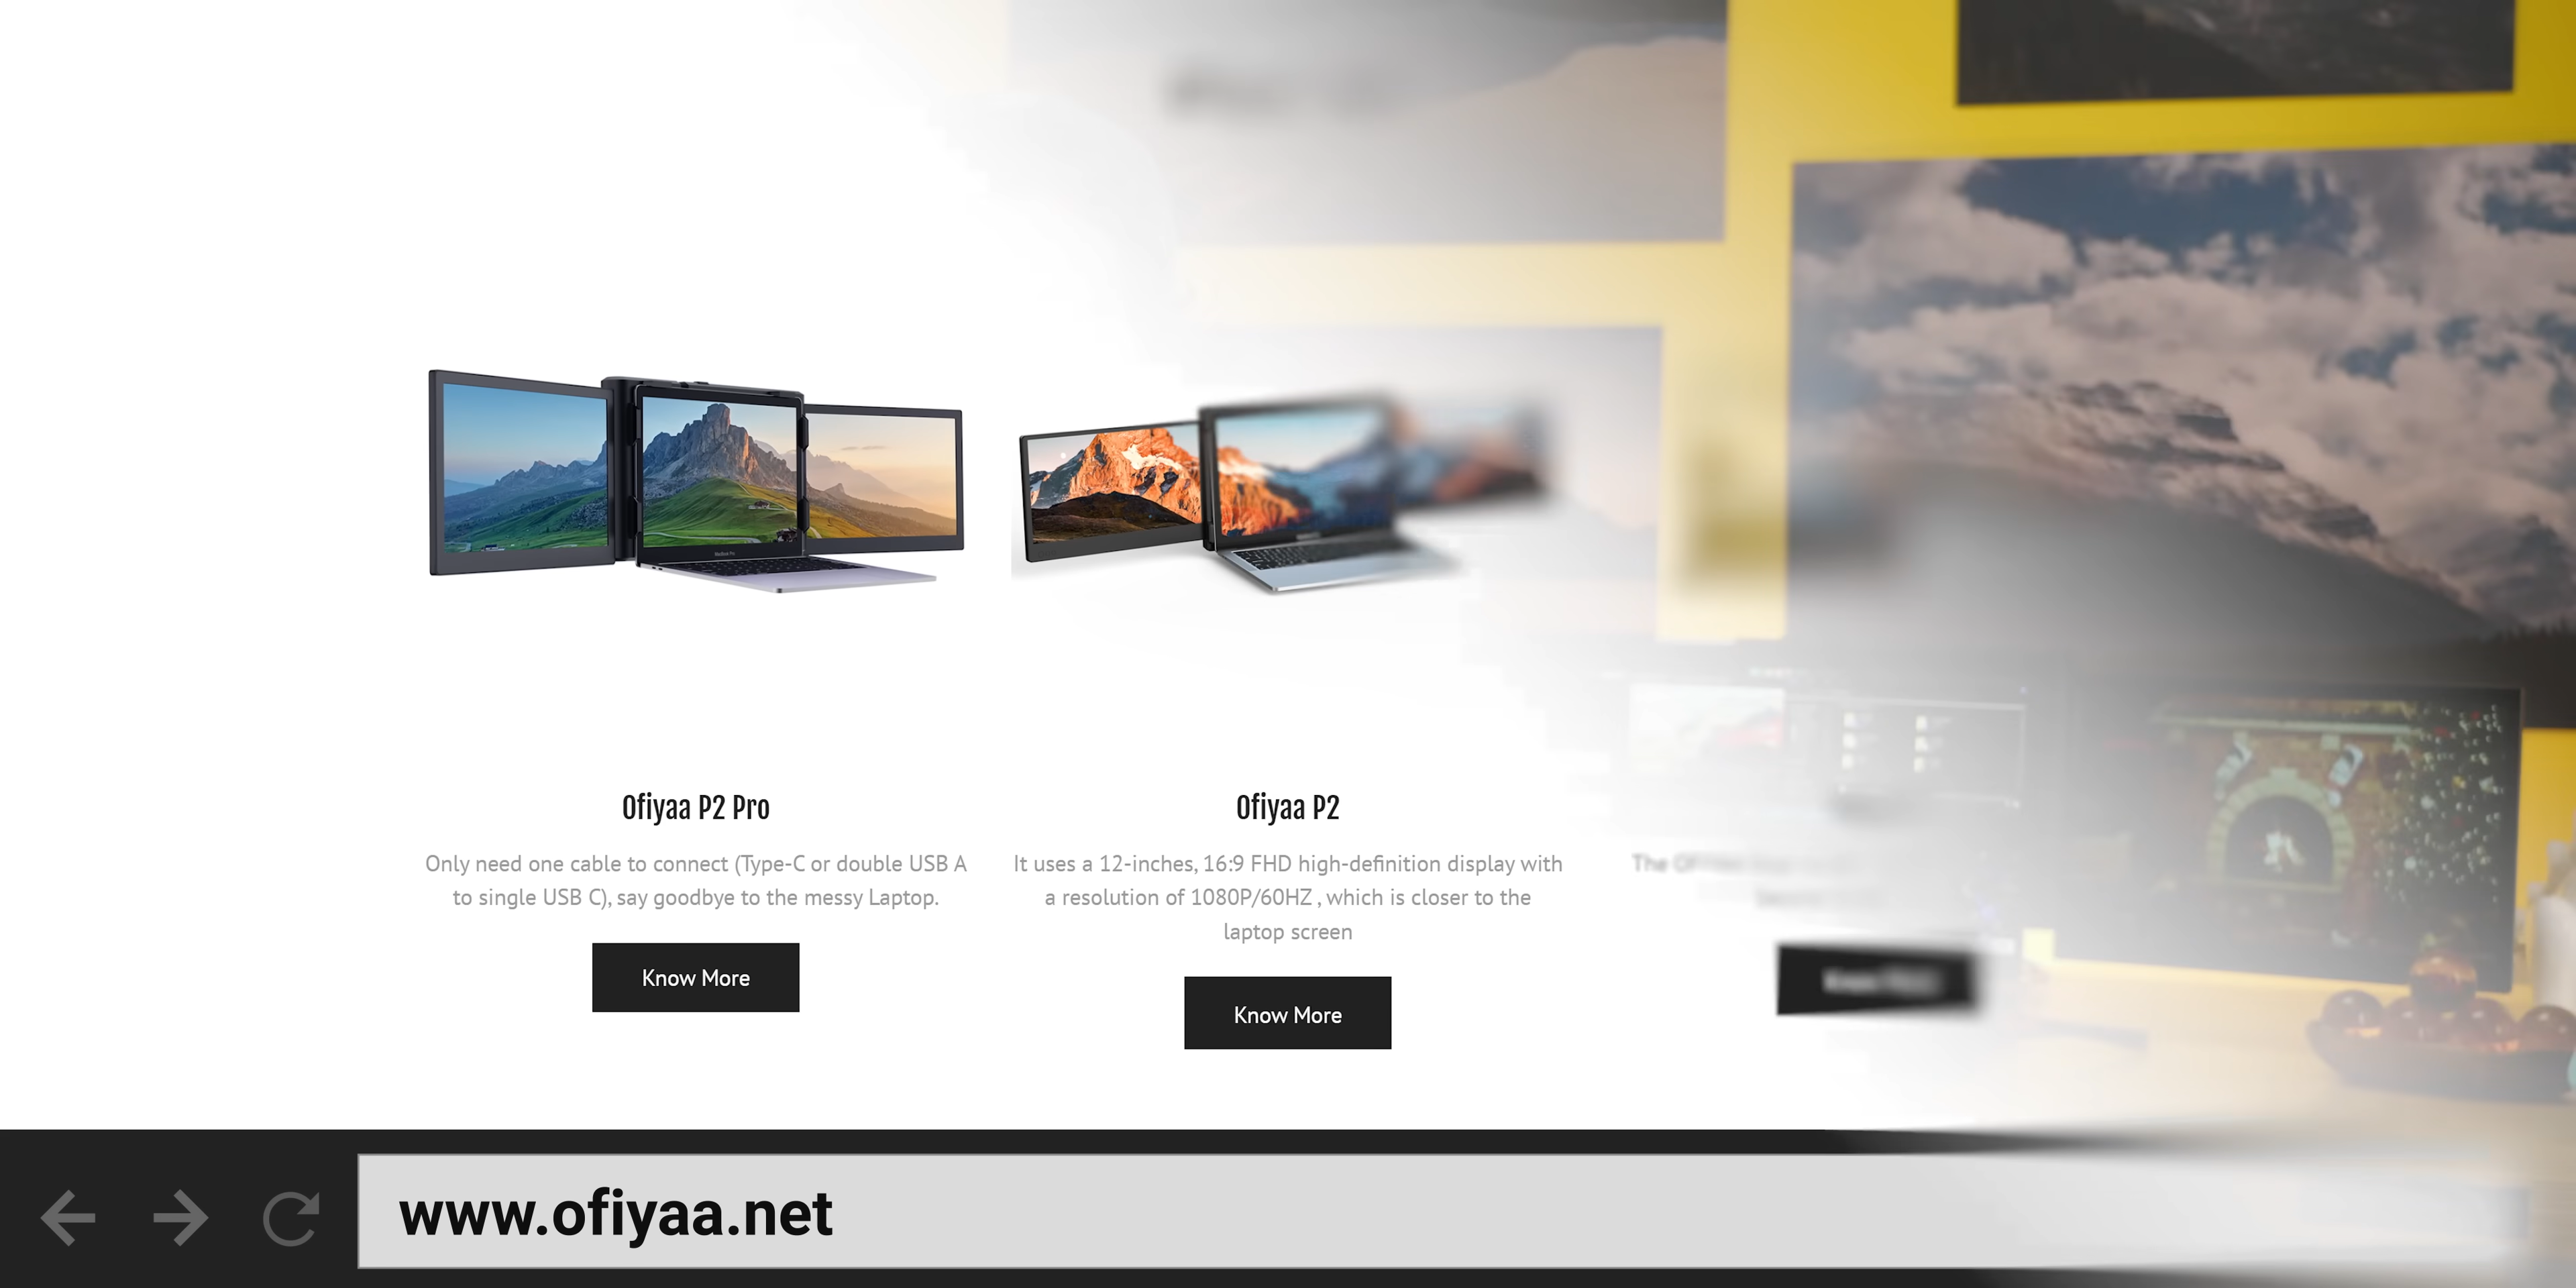 Ofiyaa P2 Pro
Only need one cable to connect (Type-C or double USB A
to single USB C), say goodbye to the messy Laptop.
Know More
Ofiyaa P2
It uses a 12-inches, 16:9 FHD high-definition display with
a resolution of 1080P/60HZ , which is closer to the
laptop screen
Know More
The
www.ofiyaa.net